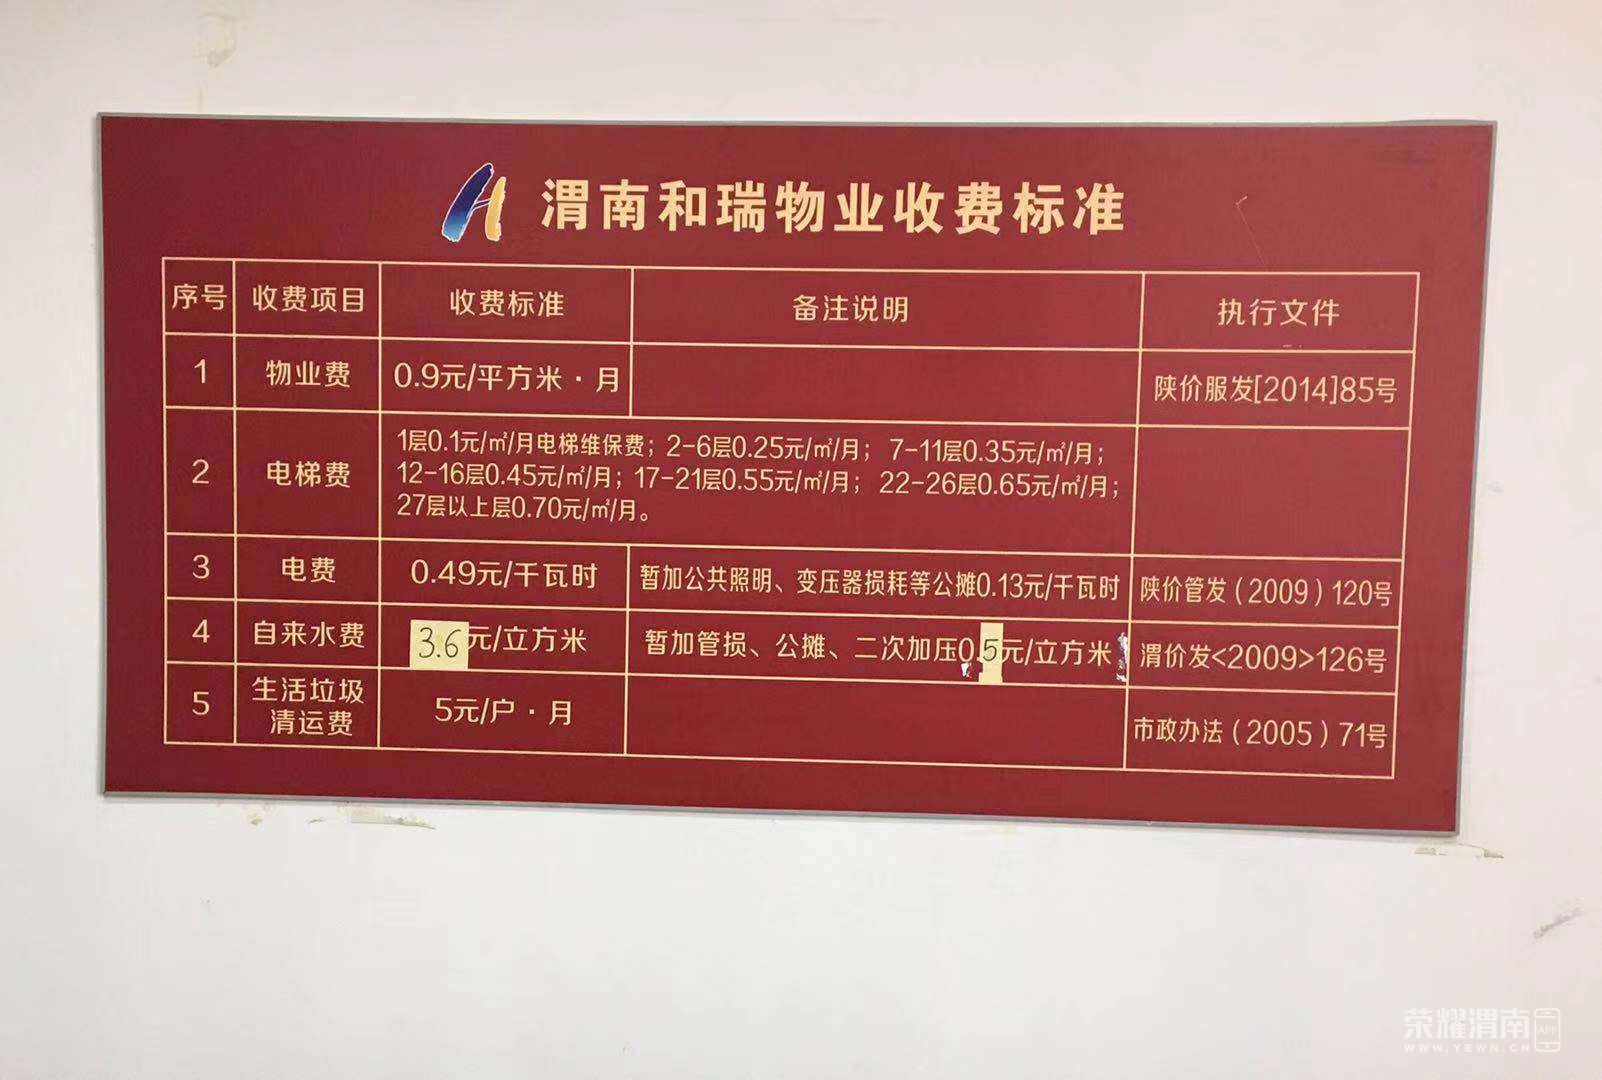 渭南和瑞物业收费标准
序号 收费项目 收费标准 备注说明 执行文件
1 物业费 0.9元/平方米·月 陕价服发[2014]85号
2 电梯费 1层0.1元/㎡/月电梯维保费；2-6层0.25元/㎡/月；7-11层0.35元/㎡/月；
12-16层0.45元/㎡/月；17-21层0.55元/㎡/月；22-26层0.65元/㎡/月；
27层以上层0.70元/㎡/月。
3 电费 0.49元/千瓦时 暂加公共照明、变压器损耗等公摊0.13元/千瓦时 陕价管发（2009）120号
4 自来水费 3.6元/立方米 暂加管损、公摊、二次加压0.5元/立方米 渭价发<2009>126号
5 生活垃圾
清运费 5元/户·月 市政办法（2005）71号
荣耀渭南 APP
WWW.YEWN.CN